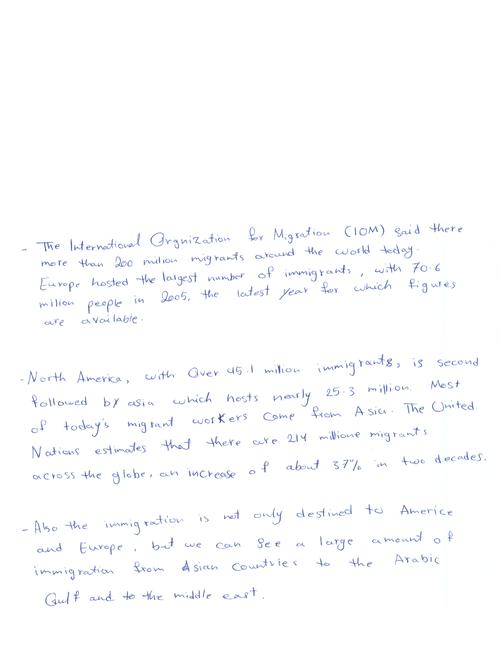 - The International Orgnization for Migration (IOM) said there
more than 200 milion migrants around the world today.
Europe hosted the largest number of immigrants, with 70.6
milion people in 2005, the latest year for which figures
are available.
- North America, with Over 45.1 milion immigrants, is second
followed by asia which hosts nearly 25.3 million. Most
of today's migrant workers come from Asia. The United
Nations estimates that there are 214 millione migrants
across the globe, an increase of about 37% in two decades.
- Also the immigration is not only destined to Americe
and Europe, but we can see a large amount of
immigration from Asian Countries to the Arabic
Gulf and to the middle east.